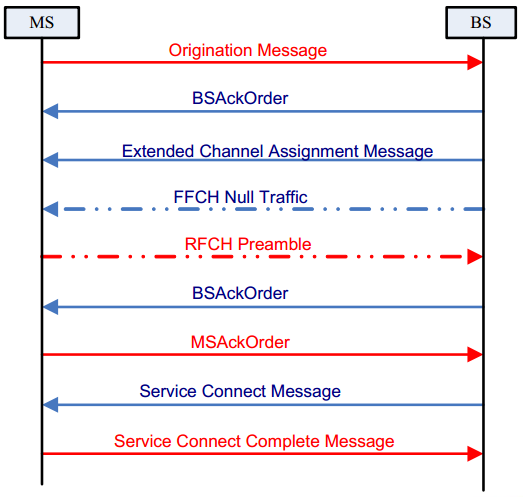 MS
BS
Origination Message
BSAckOrder
Extended Channel Assignment Message
FFCH Null Traffic
RFCH Preamble
BSAckOrder
MSAckOrder
Service Connect Message
Service Connect Complete Message